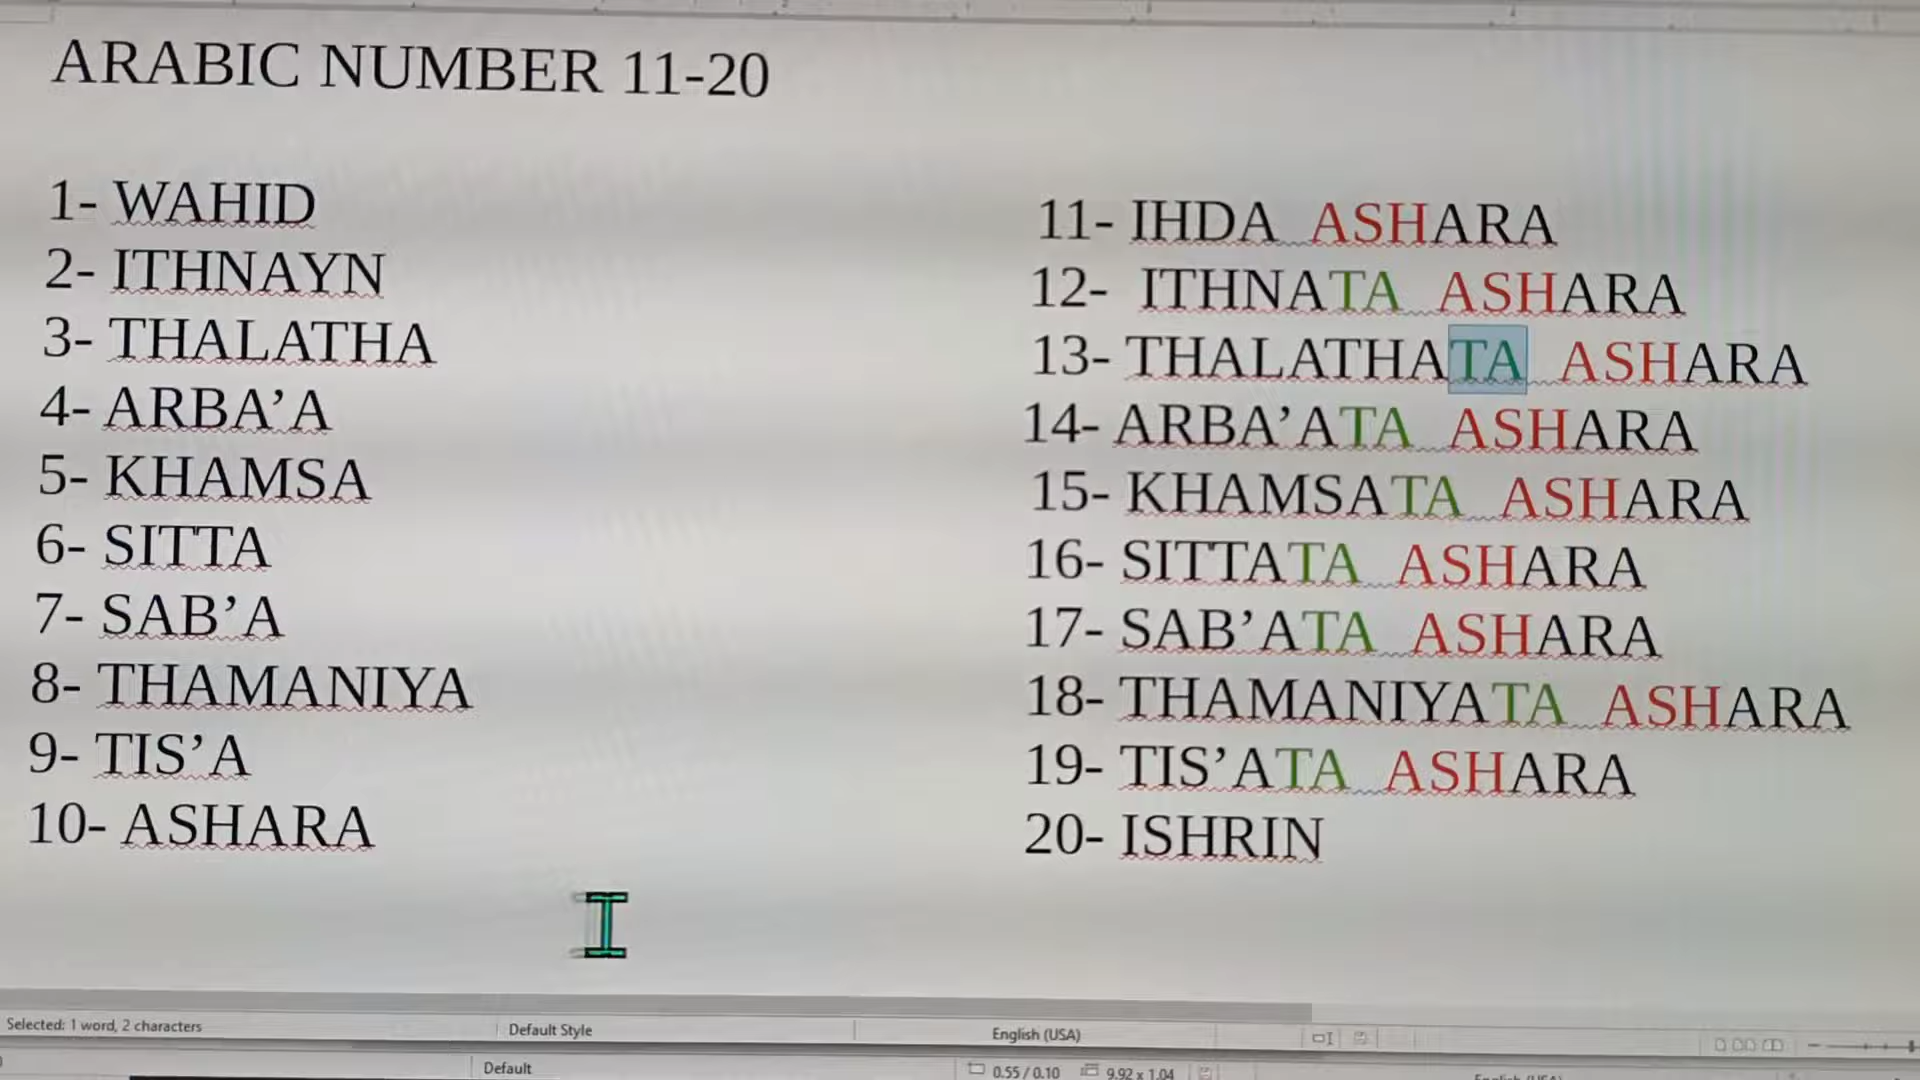 ARABIC NUMBER 11-20
1- WAHID
2- ITHNAYN
3- THALATHA
4- ARBA’A
5- KHAMSA
6- SITTA
7- SAB’A
8- THAMANIYA
9- TIS’A
10- ASHARA
11- IHDA ASHARA
12- ITHNATA ASHARA
13- THALATHATA ASHARA
14- ARBA’ATA ASHARA
15- KHAMSATA ASHARA
16- SITTATA ASHARA
17- SAB’ATA ASHARA
18- THAMANIYATA ASHARA
19- TIS’ATA ASHARA
20- ISHRIN
Selected: 1 word, 2 characters
Default Style
English (USA)
Default
0.55 / 0.10
9.92 x 1.04
English (USA)